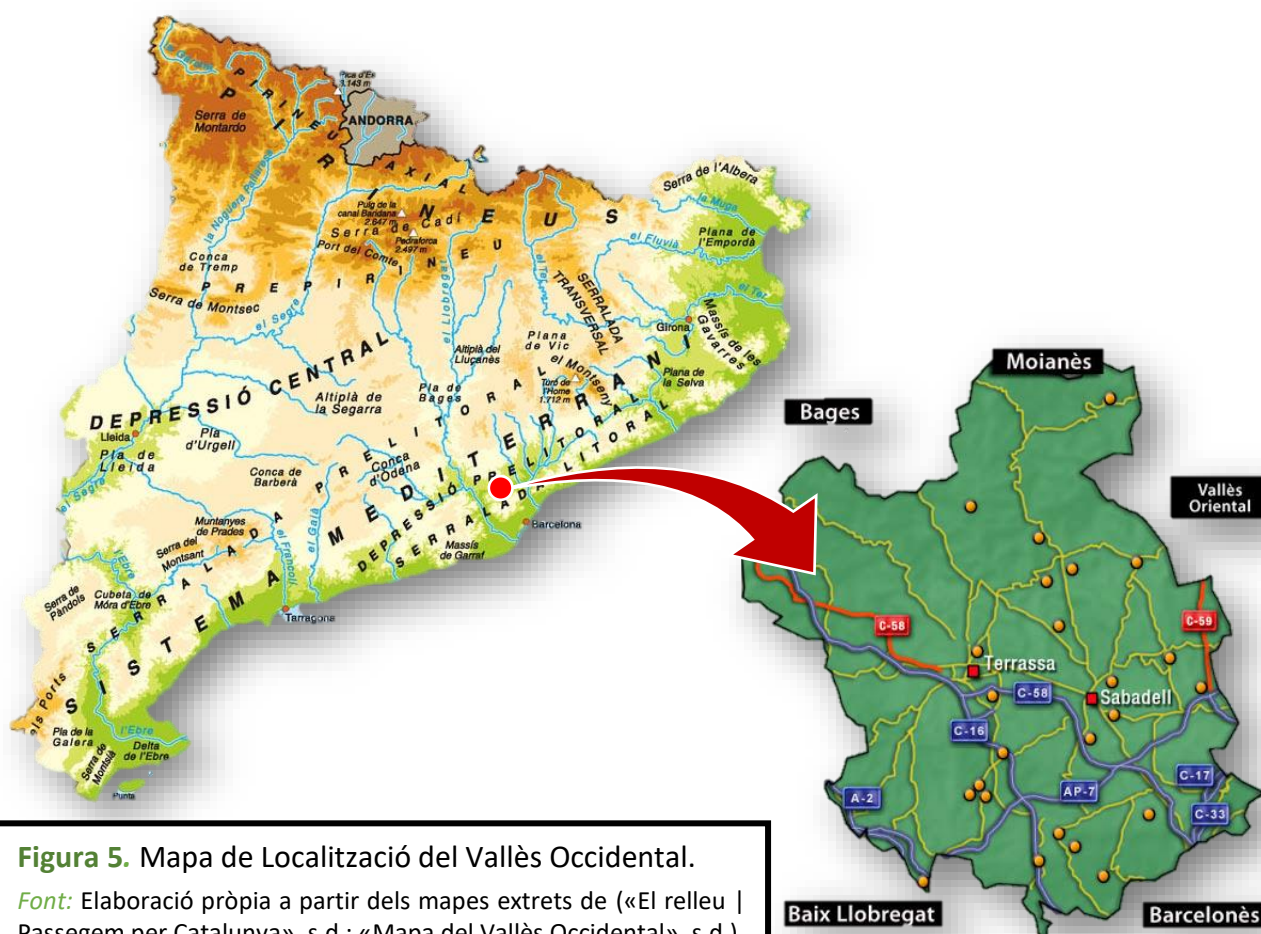 la Garona
Pica d'Es
3.143 m
PIRINEU AXIAL
PIRINEUS
Serra de
Montardo
ANDORRA
la Noguera Pallaresa
Serra de l'Albera
la Muga
Puig de la
canal Baridana
2.647 m
Serra de Cadí
Pedraforca
2.497 m
Port del Comte
el Fluvià
Plana de
l'Empordà
Conca
de Tremp
PREPIRINEU
Serra de Montsec
el Segre
el Llobregat
el Ter
SERRALADA
TRANSVERSAL
el Ter
Girona
Massís de les
Gavarres
Plana
de Vic
Altiplà del
Lluçanès
el Montseny
Turó de
l'Home
1.712 m
Plana de
la Selva
DEPRESSIÓ CENTRAL
Altiplà de
la Segarra
Pla de
Bages
Lleida
Pla
d'Urgell
Pla de
Lleida
el Segre
Conca de
Barberà
Conca
d'Òdena
SERRALADA PRELITORAL
DEPRESSIÓ PRELITORAL
SERRALADA LITORAL
SISTEMA MEDITERRANI
Barcelona
Massís
de Garraf
Muntanyes
de Prades
Serra del
Montsant
el Gaià
el Francolí
l'Ebre
Serra de
Pàndols
Cubeta de
Móra d'Ebre
Tarragona
els Ports
Pla de la
Galera
l'Ebre
Delta
de l'Ebre
Serra de
Montsià
Punta
Moianès
Bages
Vallès
Oriental
C-58
C-59
Terrassa
C-58
Sabadell
C-16
A-2
AP-7
C-17
C-33
Baix Llobregat
Barcelonès
Figura 5. Mapa de Localització del Vallès Occidental.
Font: Elaboració pròpia a partir dels mapes extrets de («El relleu |
Passegem per Catalunya», s.d.; «Mapa del Vallès Occidental», s.d.)